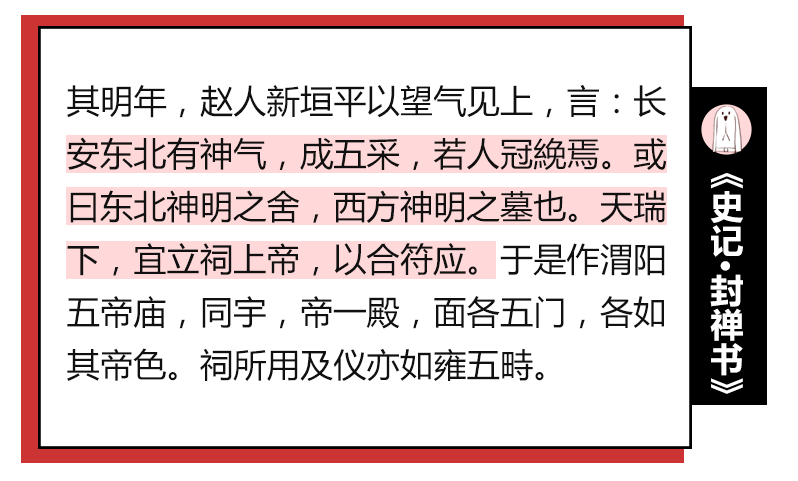 其明年，赵人新垣平以望气见上，言：长
安东北有神气，成五采，若人冠絻焉。或
曰东北神明之舍，西方神明之墓也。天瑞
下，宜立祠上帝，以合符应。于是作渭阳
五帝庙，同宇，帝一殿，面各五门，各如
其帝色。祠所用及仪亦如雍五畤。
《史记·封禅书》